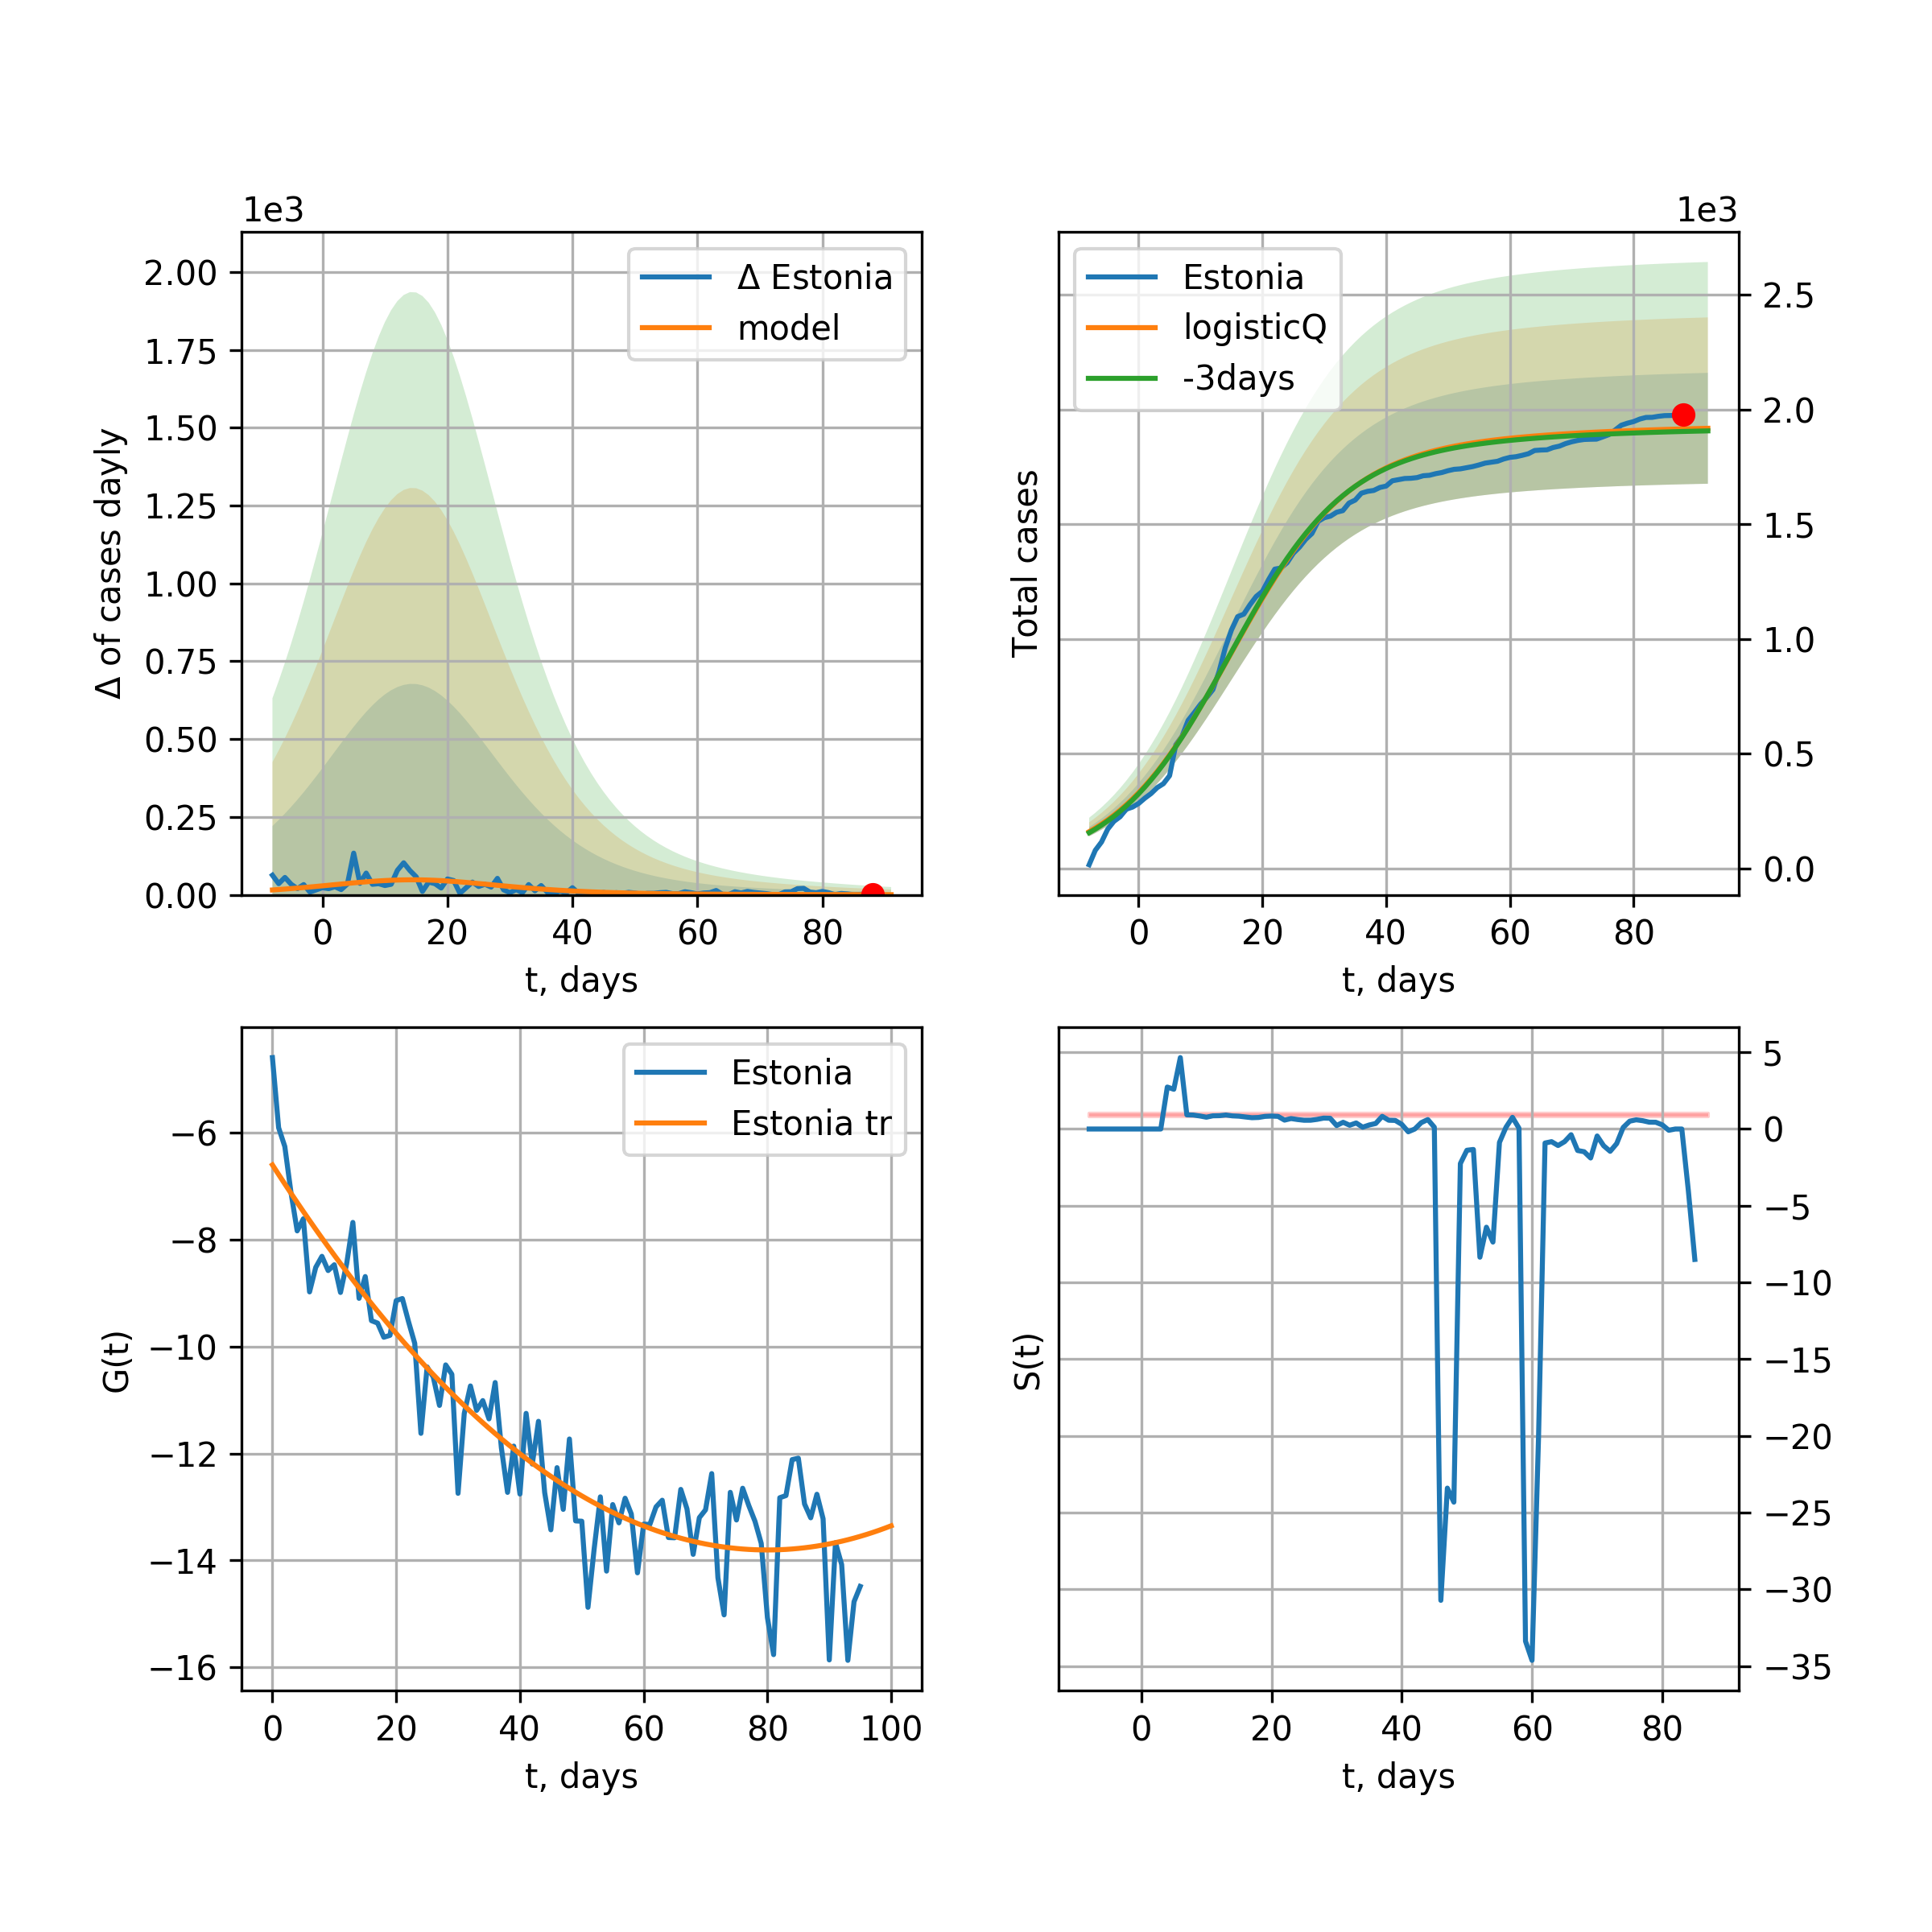 1e3
Δ of cases dayly
2.00
1.75
1.50
1.25
1.00
0.75
0.50
0.25
0.00
Δ Estonia
model
0 20 40 60 80
t, days
1e3
Total cases
Estonia
logisticQ
-3days
2.5
2.0
1.5
1.0
0.5
0.0
0 20 40 60 80
t, days
G(t)
−6
−8
−10
−12
−14
−16
Estonia
Estonia tr
0 20 40 60 80 100
t, days
S(t)
5
0
−5
−10
−15
−20
−25
−30
−35
0 20 40 60 80
t, days